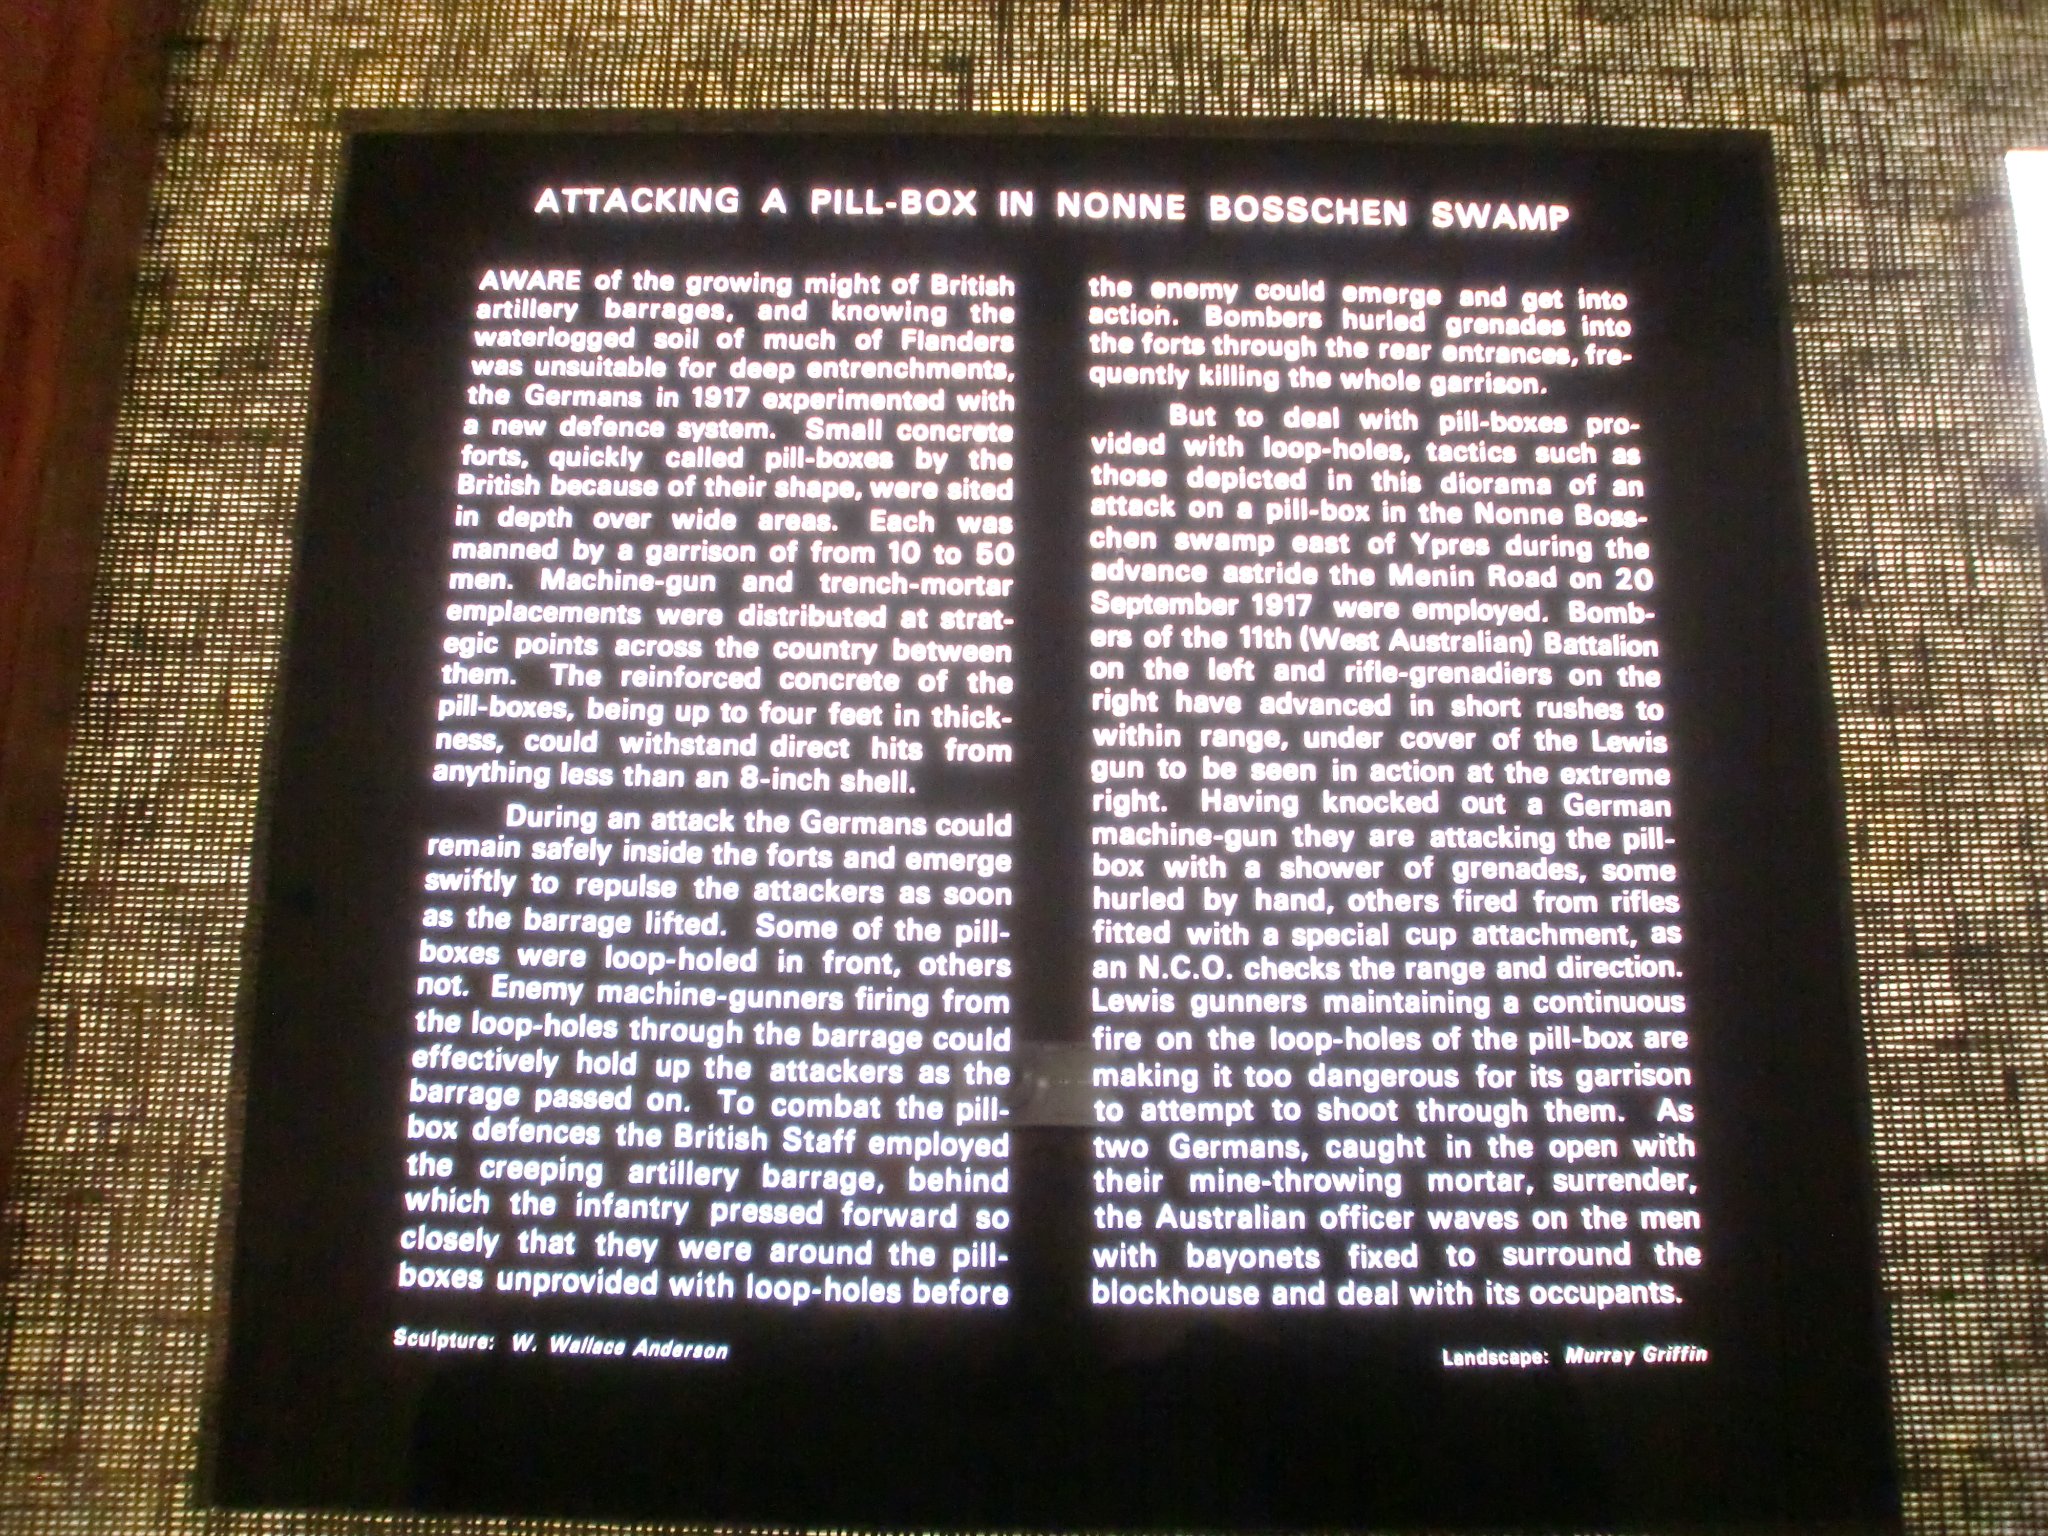 ATTACKING A PILL-BOX IN NONNE BOSSCHEN SWAMP
AWARE of the growing might of British
artillery barrages, and knowing the
waterlogged soil of much of Flanders
was unsuitable for deep entrenchments,
the Germans in 1917 experimented with
a new defence system. Small concrete
forts, quickly called pill-boxes by the
British because of their shape, were sited
in depth over wide areas. Each was
manned by a garrison of from 10 to 50
men. Machine-gun and trench-mortar
emplacements were distributed at strat-
egic points across the country between
them. The reinforced concrete of the
pill-boxes, being up to four feet in thick-
ness, could withstand direct hits from
anything less than an 8-inch shell.
During an attack the Germans could
remain safely inside the forts and emerge
swiftly to repulse the attackers as soon
as the barrage lifted. Some of the pill-
boxes were loop-holed in front, others
not. Enemy machine-gunners firing from
the loop-holes through the barrage could
effectively hold up the attackers as the
barrage passed on. To combat the pill-
box defences the British Staff employed
the creeping artillery barrage, behind
which the infantry pressed forward so
closely that they were around the pill-
boxes unprovided with loop-holes before
the enemy could emerge and get into
action. Bombers hurled grenades into
the forts through the rear entrances, fre-
quently killing the whole garrison.
But to deal with pill-boxes pro-
vided with loop-holes, tactics such as
those depicted in this diorama of an
attack on a pill-box in the Nonne Boss-
chen swamp east of Ypres during the
advance astride the Menin Road on 20
September 1917 were employed. Bomb-
ers of the 11th (West Australian) Battalion
on the left and rifle-grenadiers on the
right have advanced in short rushes to
within range, under cover of the Lewis
gun to be seen in action at the extreme
right. Having knocked out a German
machine-gun they are attacking the pill-
box with a shower of grenades, some
hurled by hand, others fired from rifles
fitted with a special cup attachment, as
an N.C.O. checks the range and direction.
Lewis gunners maintaining a continuous
fire on the loop-holes of the pill-box are
making it too dangerous for its garrison
to attempt to shoot through them. As
two Germans, caught in the open with
their mine-throwing mortar, surrender,
the Australian officer waves on the men
with bayonets fixed to surround the
blockhouse and deal with its occupants.
Sculpture: W. Wallace Anderson
Landscape: Murray Griffin